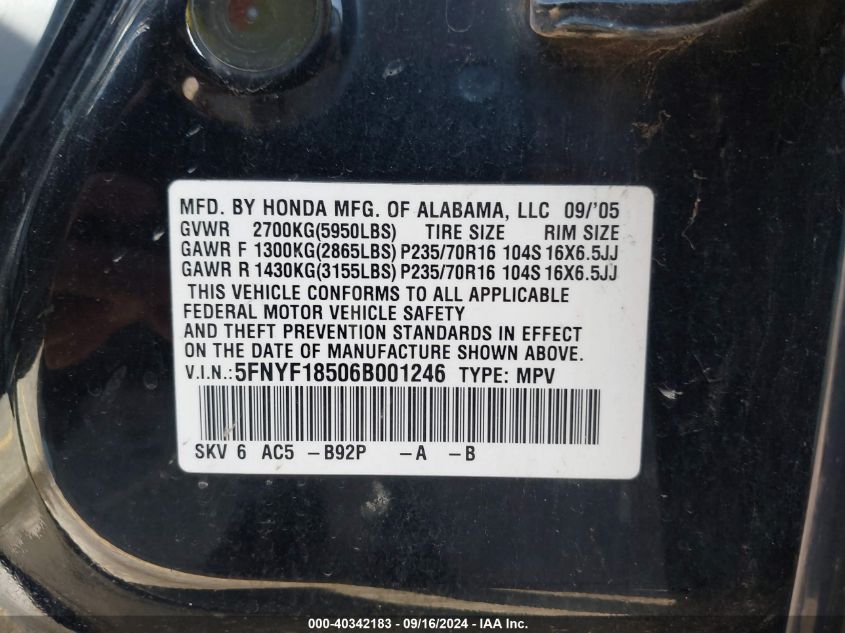 MFD. BY HONDA MFG. OF ALABAMA, LLC 09/'05
GVWR 2700KG(5950LBS) TIRE SIZE RIM SIZE
GAWR F 1300KG(2865LBS) P235/70R16 104S 16X6.5JJ
GAWR R 1430KG(3155LBS) P235/70R16 104S 16X6.5JJ
THIS VEHICLE CONFORMS TO ALL APPLICABLE
FEDERAL MOTOR VEHICLE SAFETY
AND THEFT PREVENTION STANDARDS IN EFFECT
ON THE DATE OF MANUFACTURE SHOWN ABOVE.
V.I.N.: 5FNYF18506B001246 TYPE: MPV
SKV 6 AC5 –B92P –A –B
000-40342183 - 09/16/2024 - IAA Inc.